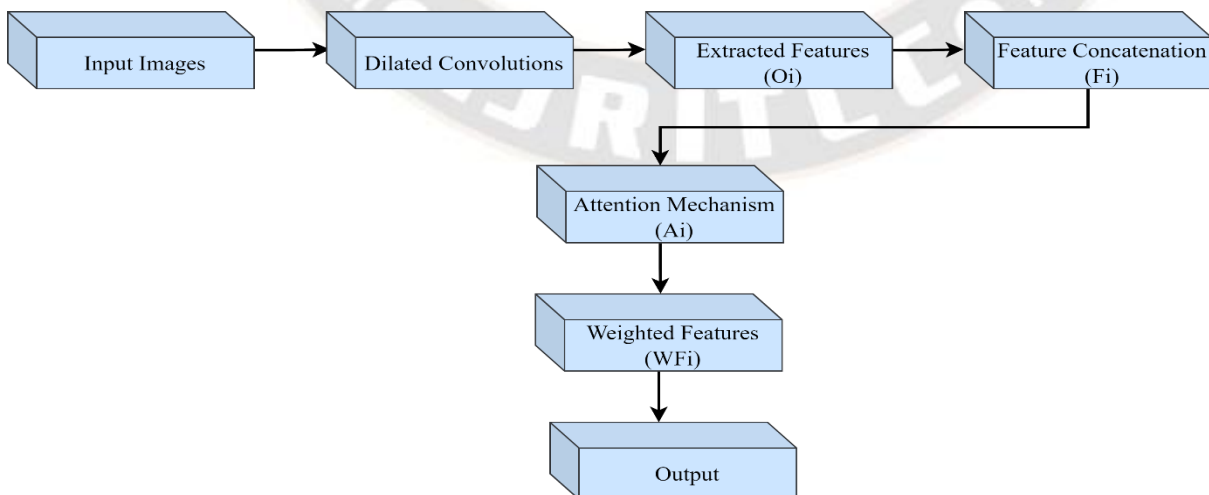 Input Images
Dilated Convolutions
Extracted Features
(Oi)
Feature Concatenation
(Fi)
Attention Mechanism
(Ai)
Weighted Features
(WFi)
Output